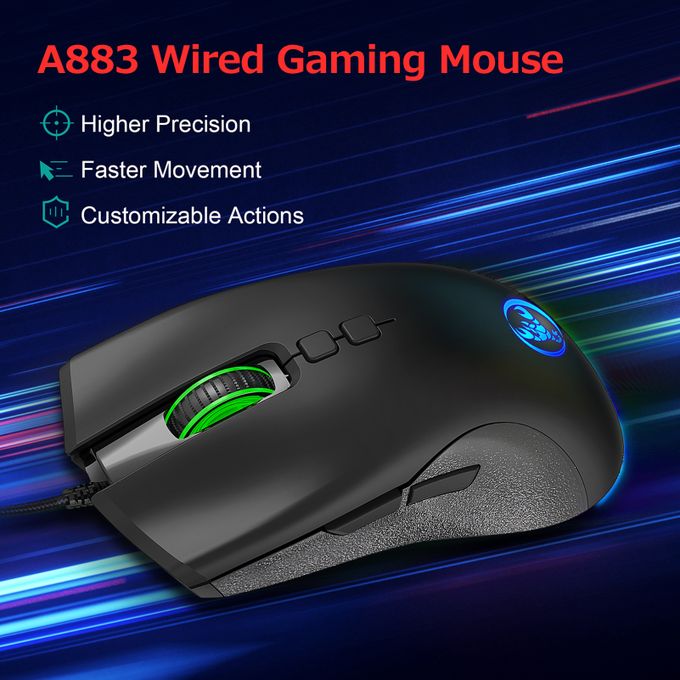 A883 Wired Gaming Mouse
Higher Precision
Faster Movement
Customizable Actions